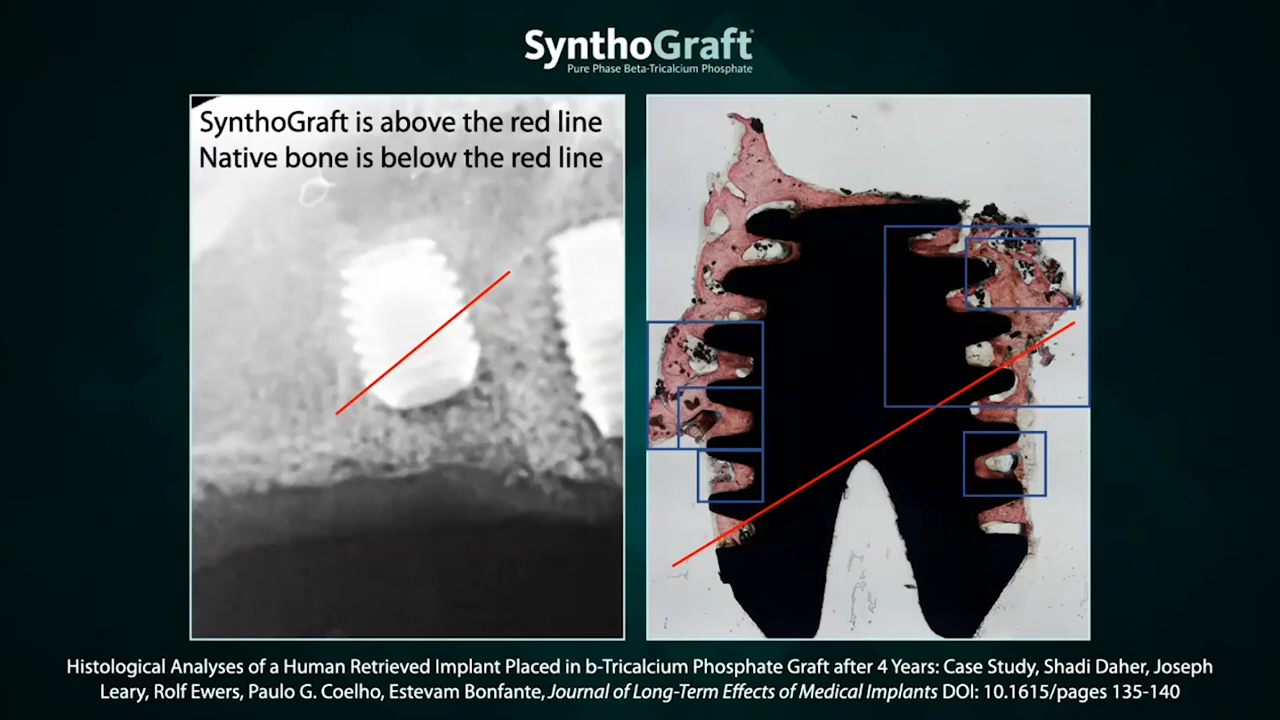 SynthoGraft
Pure Phase Beta-Tricalcium Phosphate
SynthoGraft is above the red line
Native bone is below the red line
Histological Analyses of a Human Retrieved Implant Placed in b-Tricalcium Phosphate Graft after 4 Years: Case Study, Shadi Daher, Joseph
Leary, Rolf Ewers, Paulo G. Coelho, Estevam Bonfante, Journal of Long-Term Effects of Medical Implants DOI: 10.1615/pages 135-140